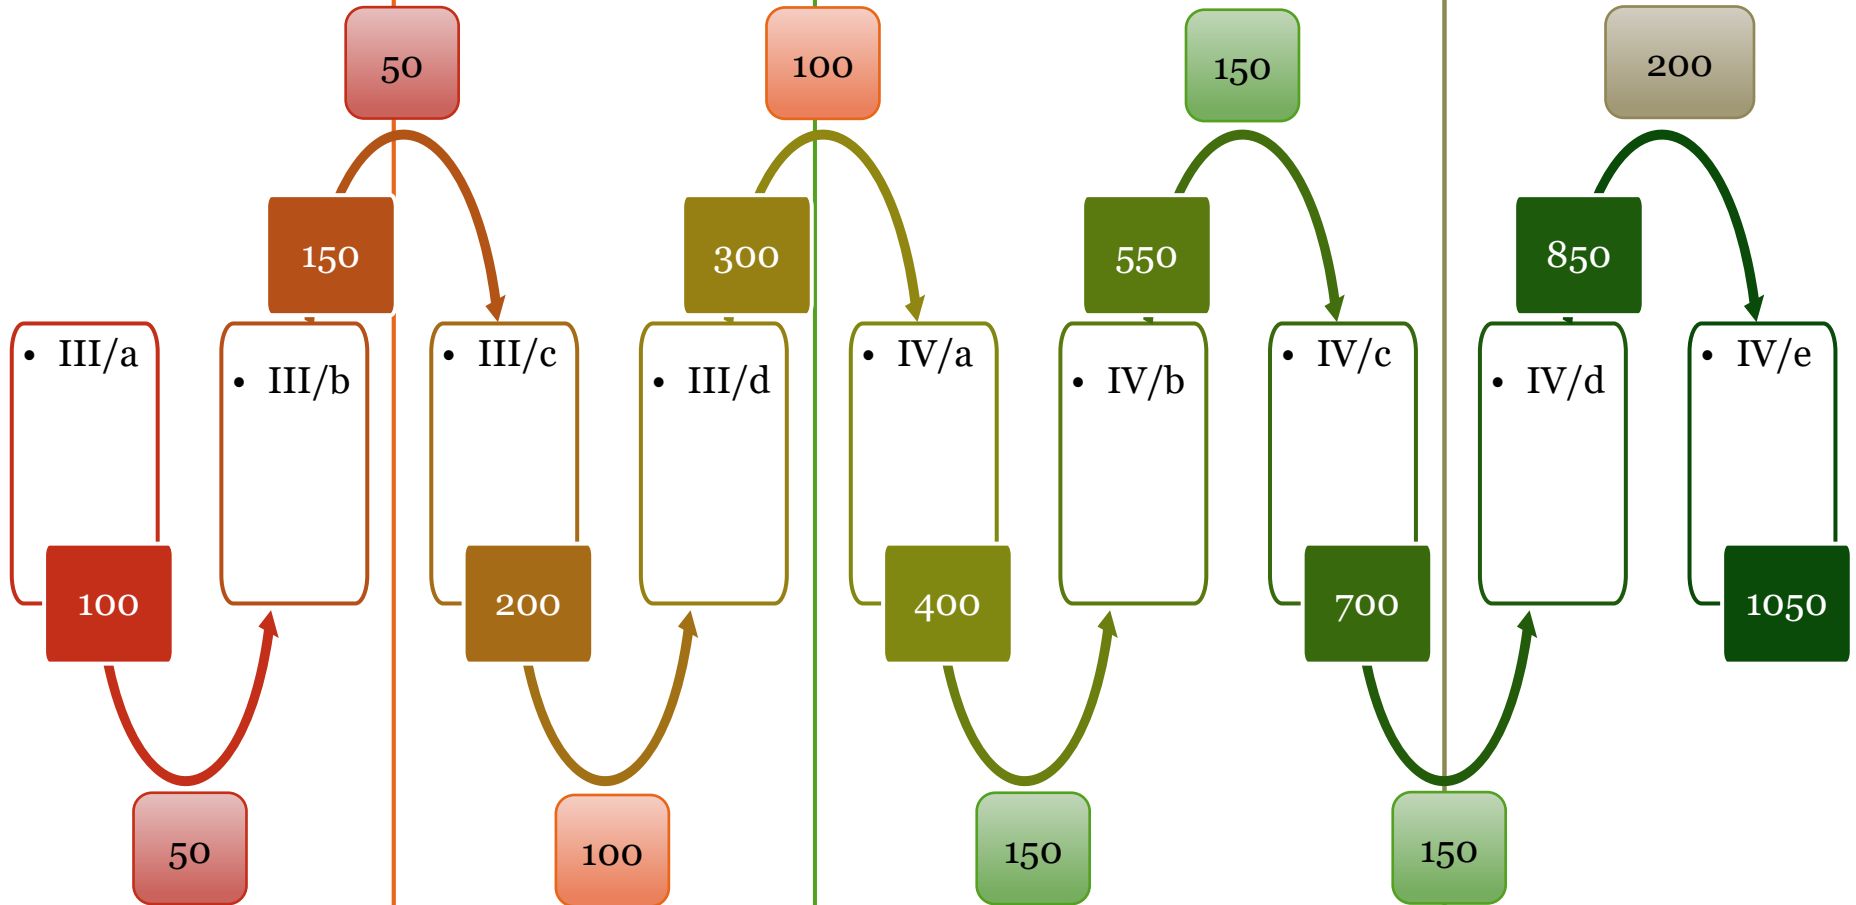 50
100
150
200
150
300
550
850
• III/a
• III/b
• III/c
• III/d
• IV/a
• IV/b
• IV/c
• IV/d
• IV/e
100
200
400
700
1050
50
100
150
150